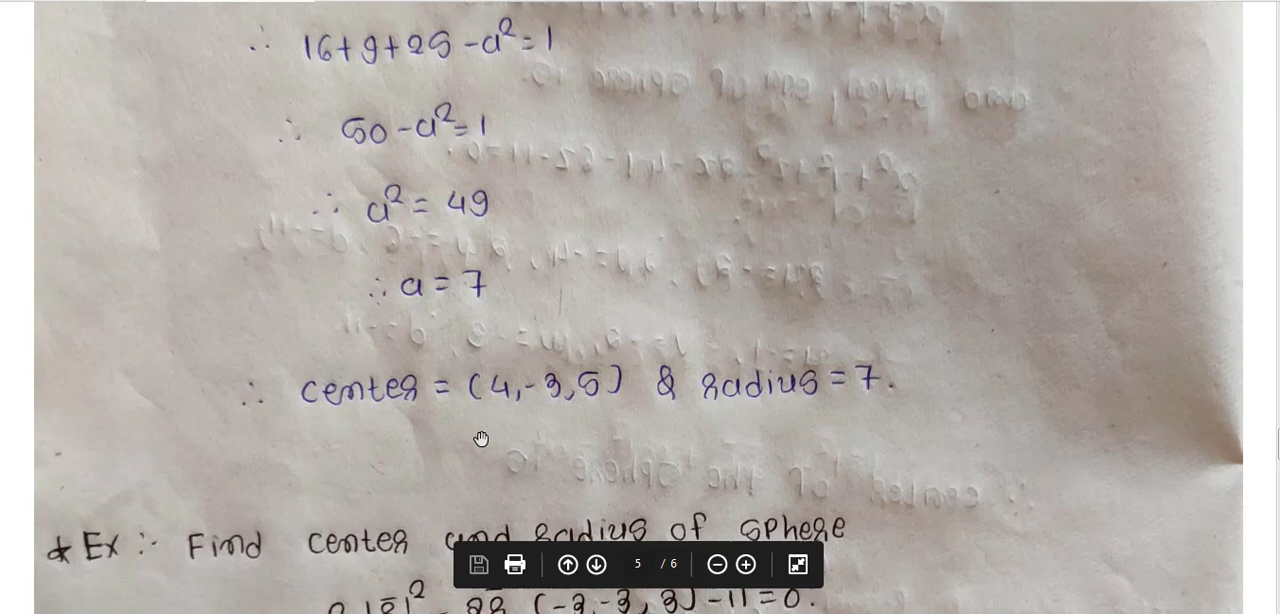 ∴ 16+9+25-a²=1
∴ 50-a²=1
∴ a² = 49
∴ a = 7
∴ center = (4,-3,5) & radius = 7.
* Ex :- Find center and radius of sphere
5 / 6